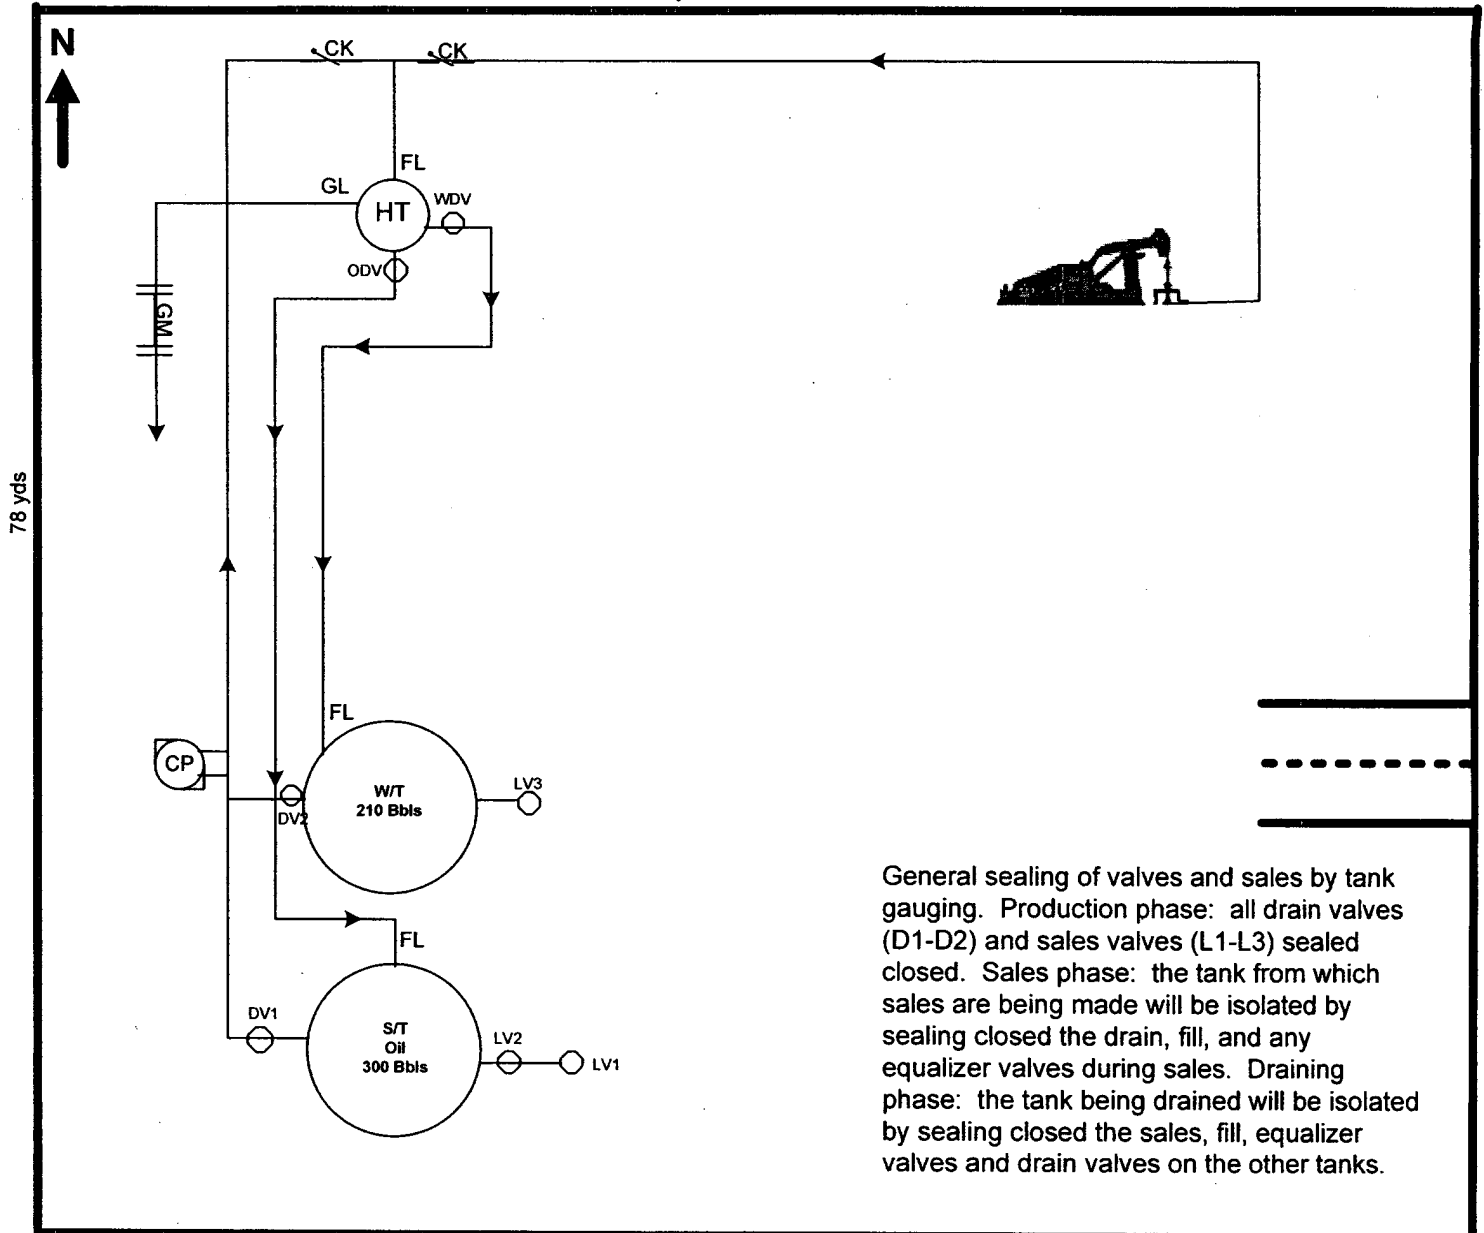 N
CK
CK
FL
GL
HT
WDV
ODV
GM
78 yds
FL
CP
W/T
210 Bbls
LV3
DV2
FL
DV1
S/T
Oil
300 Bbls
LV2
LV1
General sealing of valves and sales by tank
gauging. Production phase: all drain valves
(D1-D2) and sales valves (L1-L3) sealed
closed. Sales phase: the tank from which
sales are being made will be isolated by
sealing closed the drain, fill, and any
equalizer valves during sales. Draining
phase: the tank being drained will be isolated
by sealing closed the sales, fill, equalizer
valves and drain valves on the other tanks.